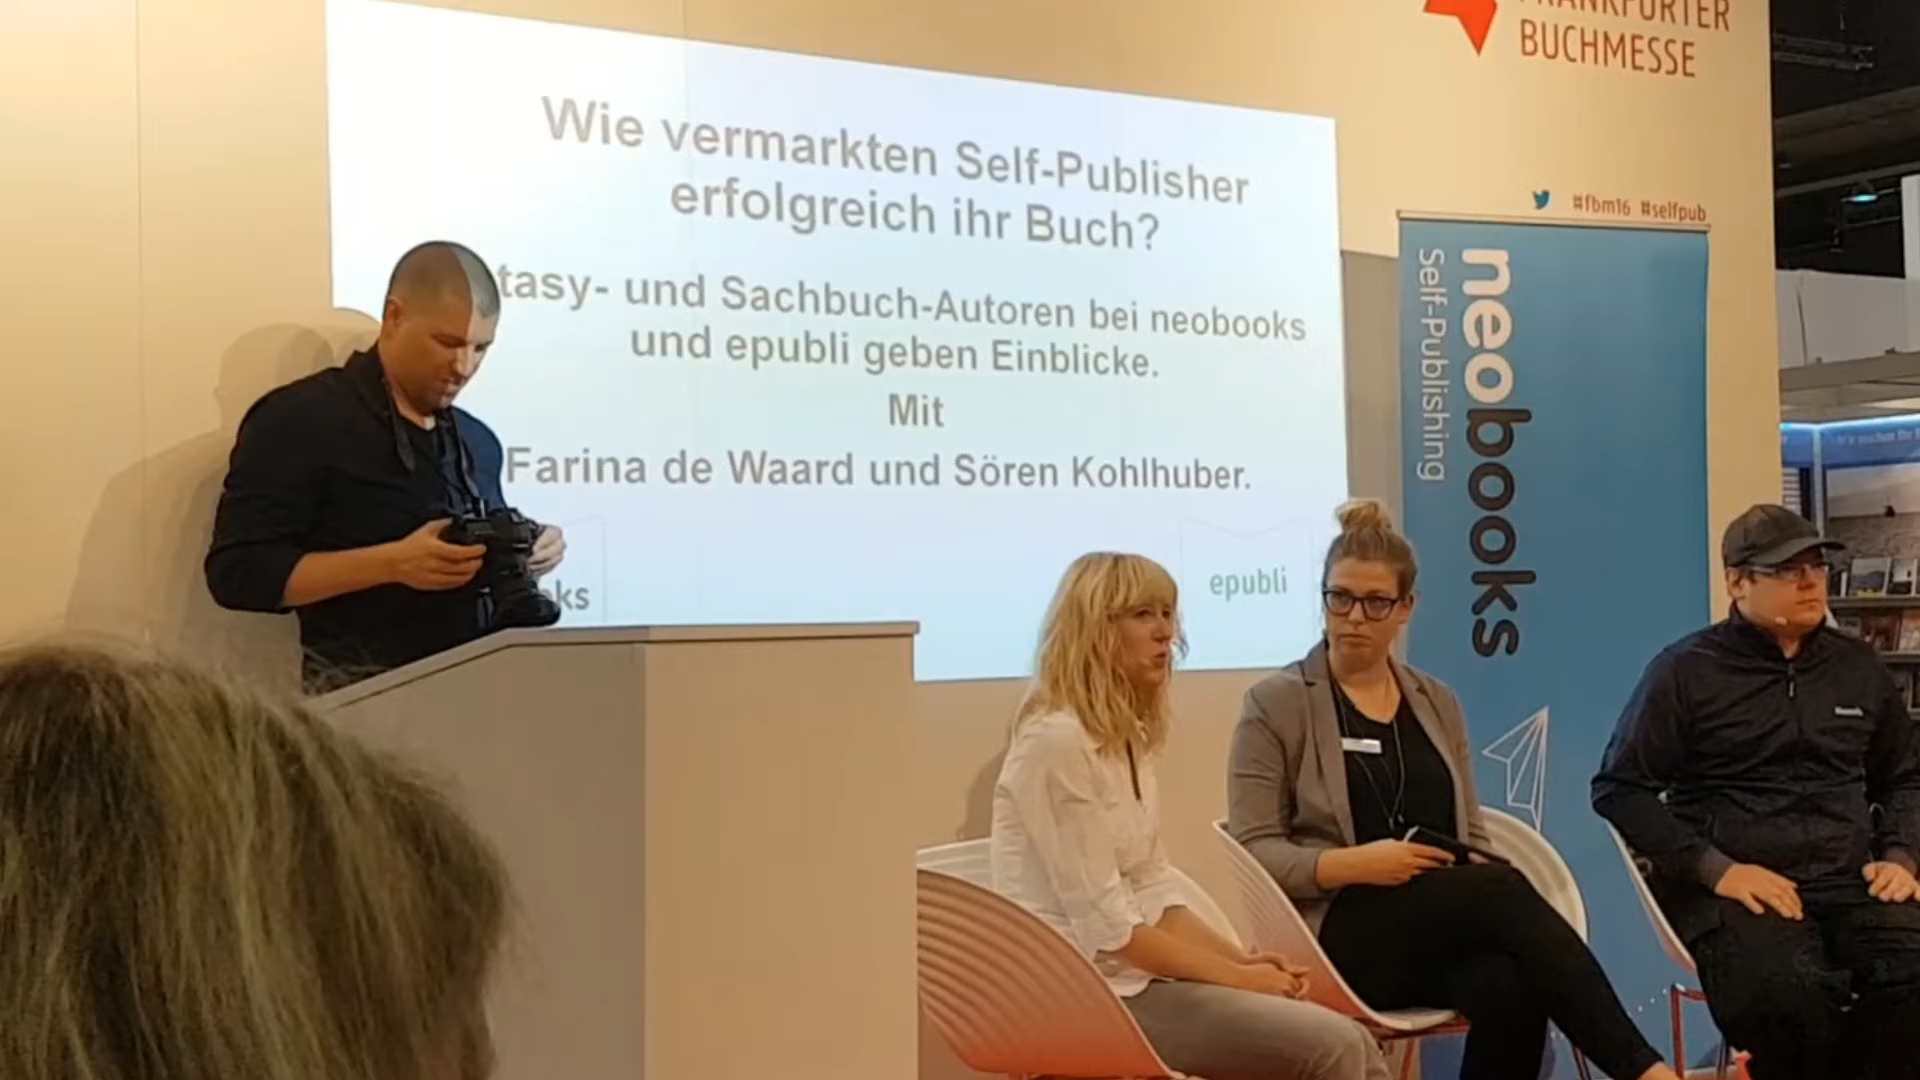 FRANKFURTER
BUCHMESSE
Wie vermarkten Self-Publisher
erfolgreich ihr Buch?
tasy- und Sachbuch-Autoren bei neobooks
und epubli geben Einblicke.
Mit
Farina de Waard und Sören Kohlhuber.
oks
epubli
#fbm16 #selfpub
neobooks
Self-Publishing